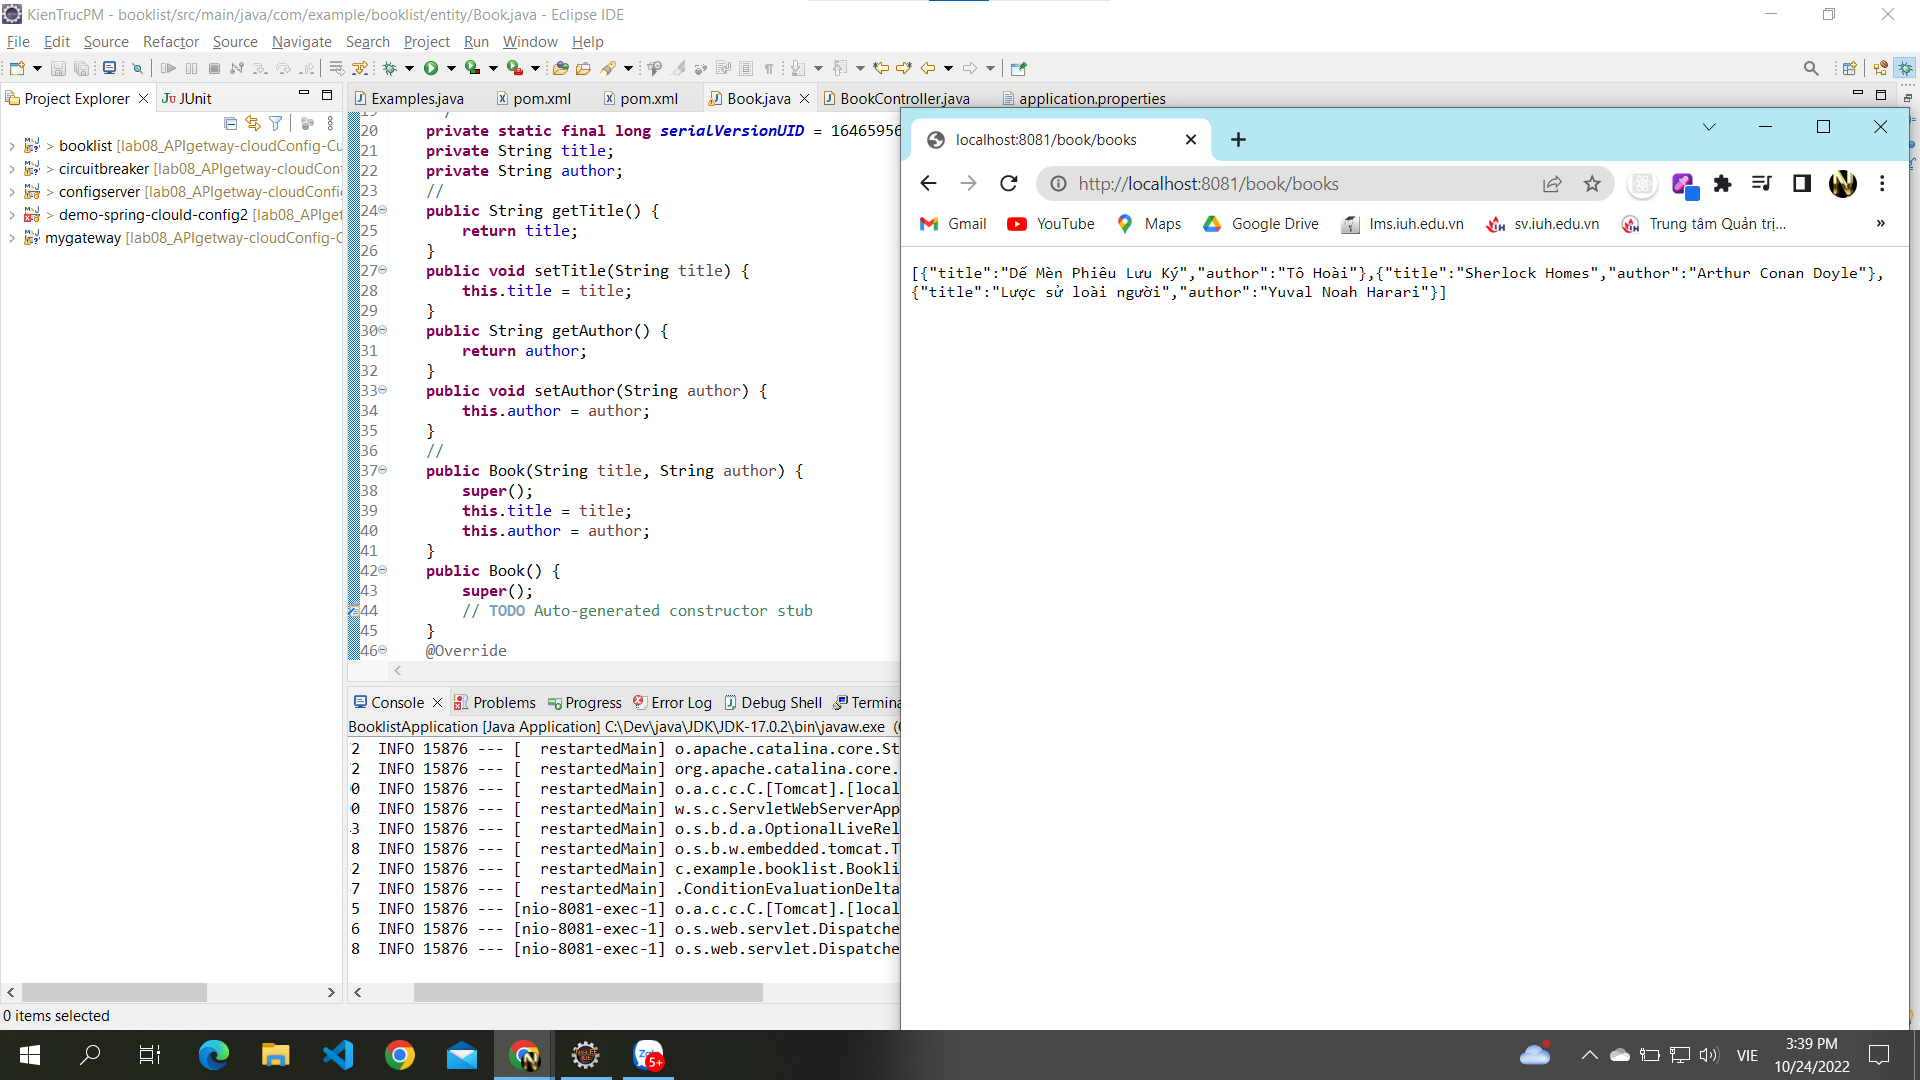 KienTrucPM - booklist/src/main/java/com/example/booklist/entity/Book.java - Eclipse IDE
File Edit Source Refactor Source Navigate Search Project Run Window Help
Project Explorer JUnit
Examples.java pom.xml pom.xml Book.java BookController.java application.properties
> booklist [lab08_APIgetway-cloudConfig-Cu
> circuitbreaker [lab08_APIgetway-cloudConfi
> configserver [lab08_APIgetway-cloudConfig
> demo-spring-clould-config2 [lab08_APIget
mygateway [lab08_APIgetway-cloudConfig-C
20 private static final long serialVersionUID = 16465956
21 private String title;
22 private String author;
23 //
24 public String getTitle() {
25 return title;
26 }
27 public void setTitle(String title) {
28 this.title = title;
29 }
30 public String getAuthor() {
31 return author;
32 }
33 public void setAuthor(String author) {
34 this.author = author;
35 }
36 //
37 public Book(String title, String author) {
38 super();
39 this.title = title;
40 this.author = author;
41 }
42 public Book() {
43 super();
44 // TODO Auto-generated constructor stub
45 }
46 @Override
Console Problems Progress Error Log Debug Shell Termina
BooklistApplication [Java Application] C:\Dev\java\JDK\JDK-17.0.2\bin\javaw.exe (
2 INFO 15876 --- [ restartedMain] o.apache.catalina.core.St
2 INFO 15876 --- [ restartedMain] org.apache.catalina.core.
0 INFO 15876 --- [ restartedMain] o.a.c.c.C.[Tomcat].[local
0 INFO 15876 --- [ restartedMain] w.s.c.ServletWebServerApp
3 INFO 15876 --- [ restartedMain] o.s.b.d.a.OptionalLiveRel
8 INFO 15876 --- [ restartedMain] o.s.b.w.embedded.tomcat.T
2 INFO 15876 --- [ restartedMain] c.example.booklist.Bookli
7 INFO 15876 --- [ restartedMain] .ConditionEvaluationDelta
5 INFO 15876 --- [nio-8081-exec-1] o.a.c.c.C.[Tomcat].[local
6 INFO 15876 --- [nio-8081-exec-1] o.s.web.servlet.Dispatche
8 INFO 15876 --- [nio-8081-exec-1] o.s.web.servlet.Dispatche
0 items selected
localhost:8081/book/books
http://localhost:8081/book/books
Gmail YouTube Maps Google Drive lms.iuh.edu.vn sv.iuh.edu.vn Trung tâm Quản trị... »
[{"title":"Dế Mèn Phiêu Lưu Ký","author":"Tô Hoài"},{"title":"Sherlock Homes","author":"Arthur Conan Doyle"},
{"title":"Lược sử loài người","author":"Yuval Noah Harari"}]
5+
VIE
3:39 PM
10/24/2022